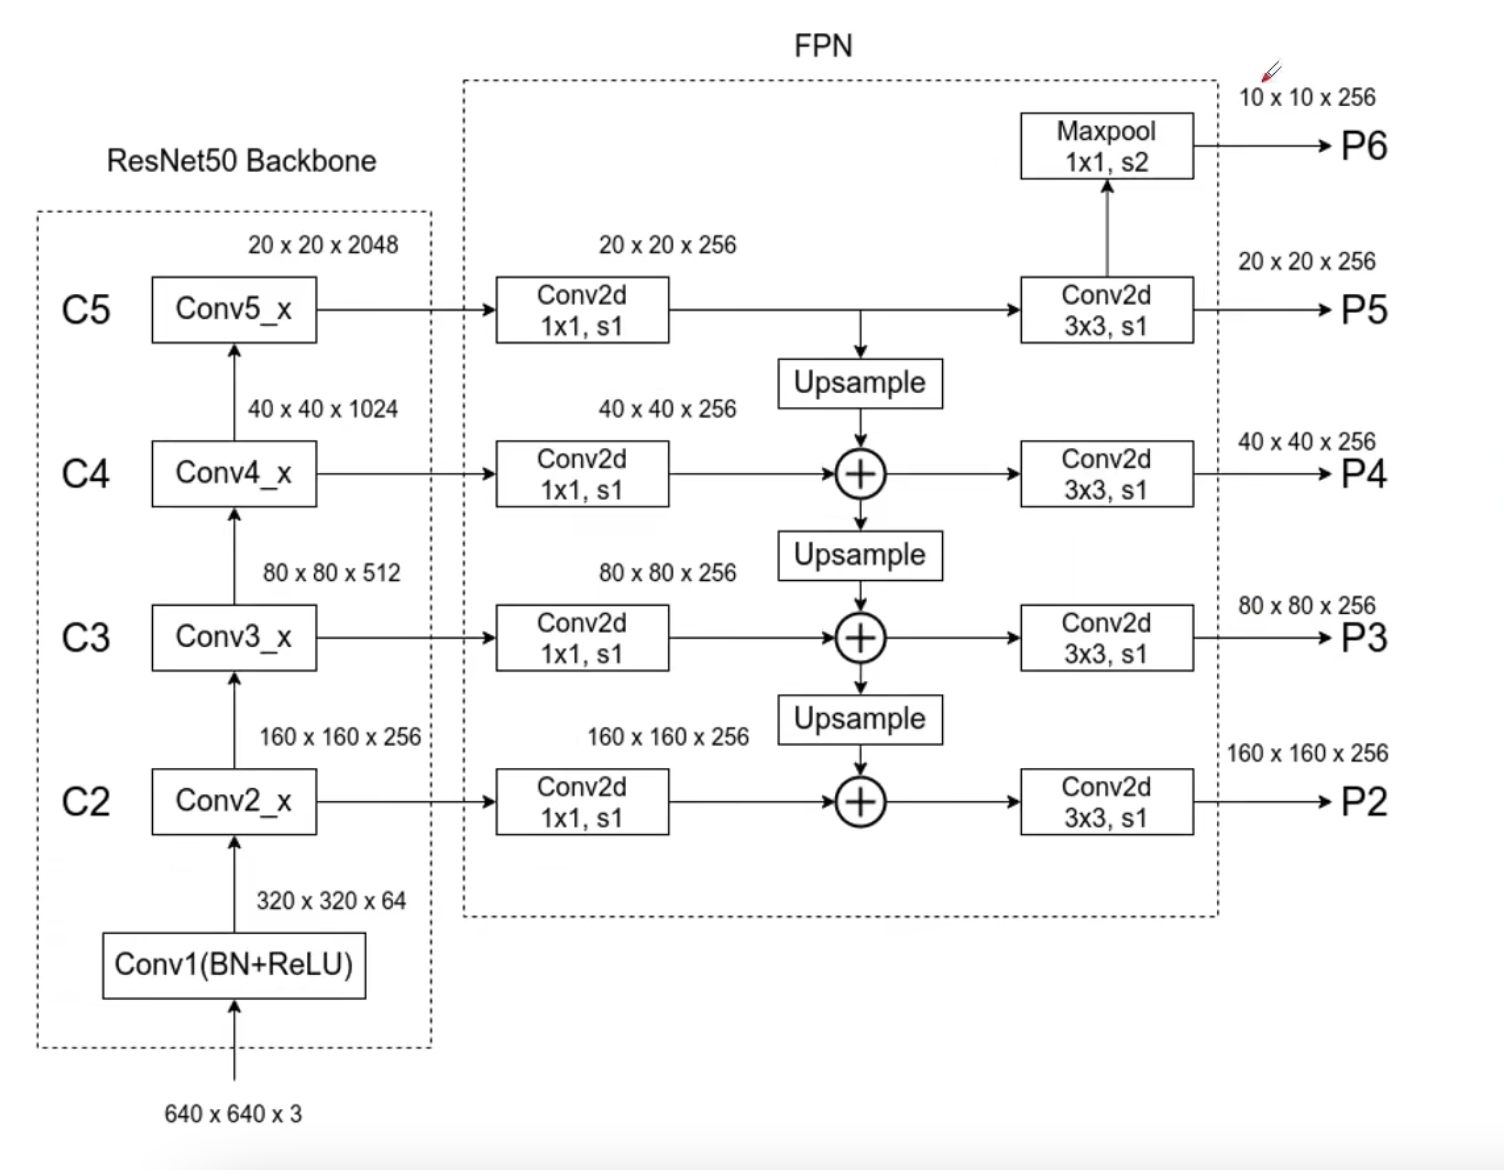 FPN
10 x 10 x 256
Maxpool
1x1, s2
P6
ResNet50 Backbone
20 x 20 x 2048
20 x 20 x 256
20 x 20 x 256
C5
Conv5_x
Conv2d
1x1, s1
Conv2d
3x3, s1
P5
Upsample
40 x 40 x 1024
40 x 40 x 256
40 x 40 x 256
C4
Conv4_x
Conv2d
1x1, s1
Conv2d
3x3, s1
P4
Upsample
80 x 80 x 512
80 x 80 x 256
80 x 80 x 256
C3
Conv3_x
Conv2d
1x1, s1
Conv2d
3x3, s1
P3
Upsample
160 x 160 x 256
160 x 160 x 256
160 x 160 x 256
C2
Conv2_x
Conv2d
1x1, s1
Conv2d
3x3, s1
P2
320 x 320 x 64
Conv1(BN+ReLU)
640 x 640 x 3